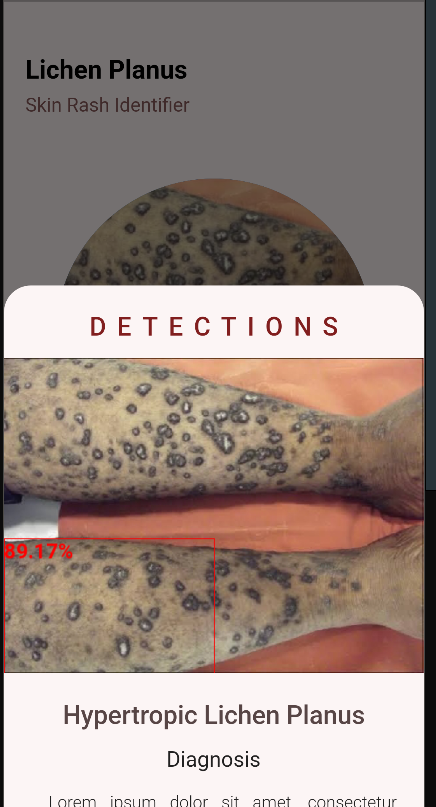 Lichen Planus
Skin Rash Identifier
DETECTIONS
89.17%
Hypertropic Lichen Planus
Diagnosis
Lorem ipsum dolor sit amet, consectetur